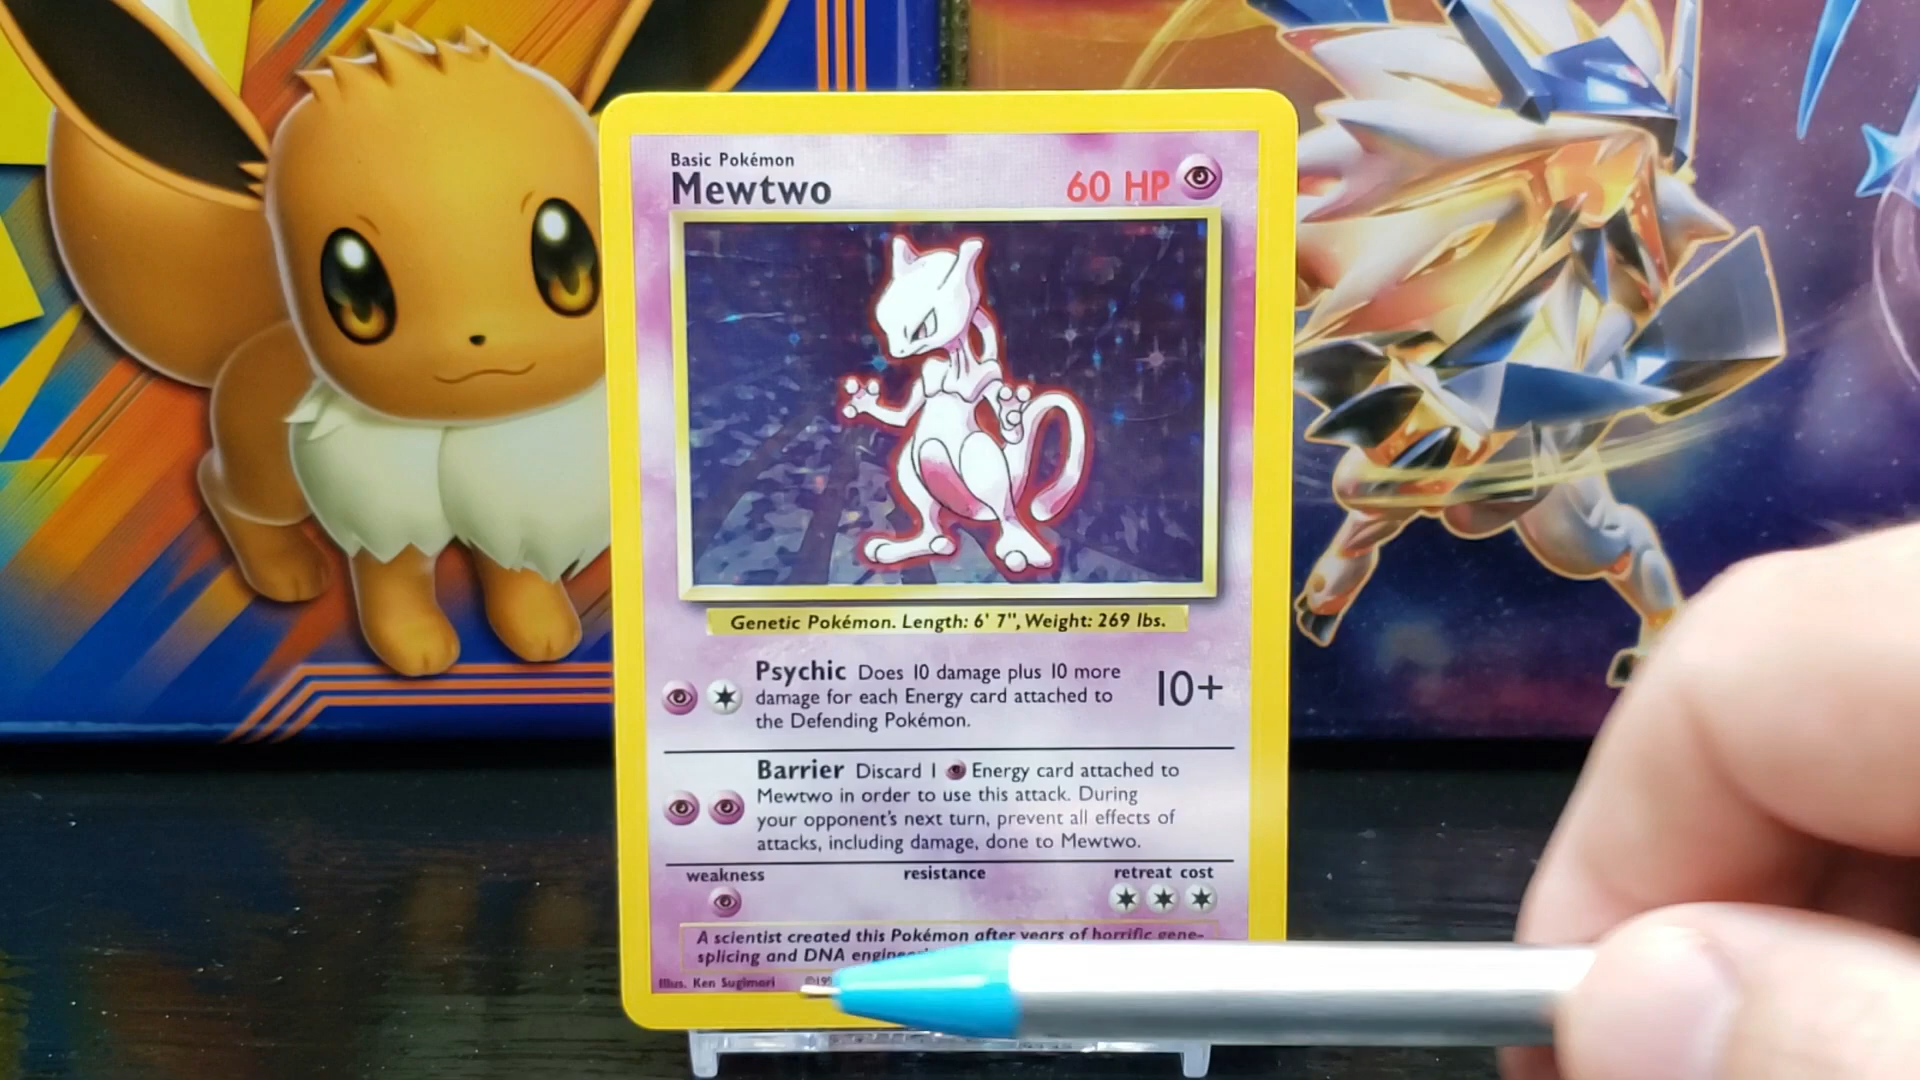 Basic Pokémon
Mewtwo 60 HP
Genetic Pokémon. Length: 6' 7", Weight: 269 lbs.
Psychic Does 10 damage plus 10 more
damage for each Energy card attached to
the Defending Pokémon.
10+
Barrier Discard 1 Energy card attached to
Mewtwo in order to use this attack. During
your opponent's next turn, prevent all effects of
attacks, including damage, done to Mewtwo.
weakness resistance retreat cost
A scientist created this Pokémon after years of horrific gene-
splicing and DNA
Illus. Ken Sugimori